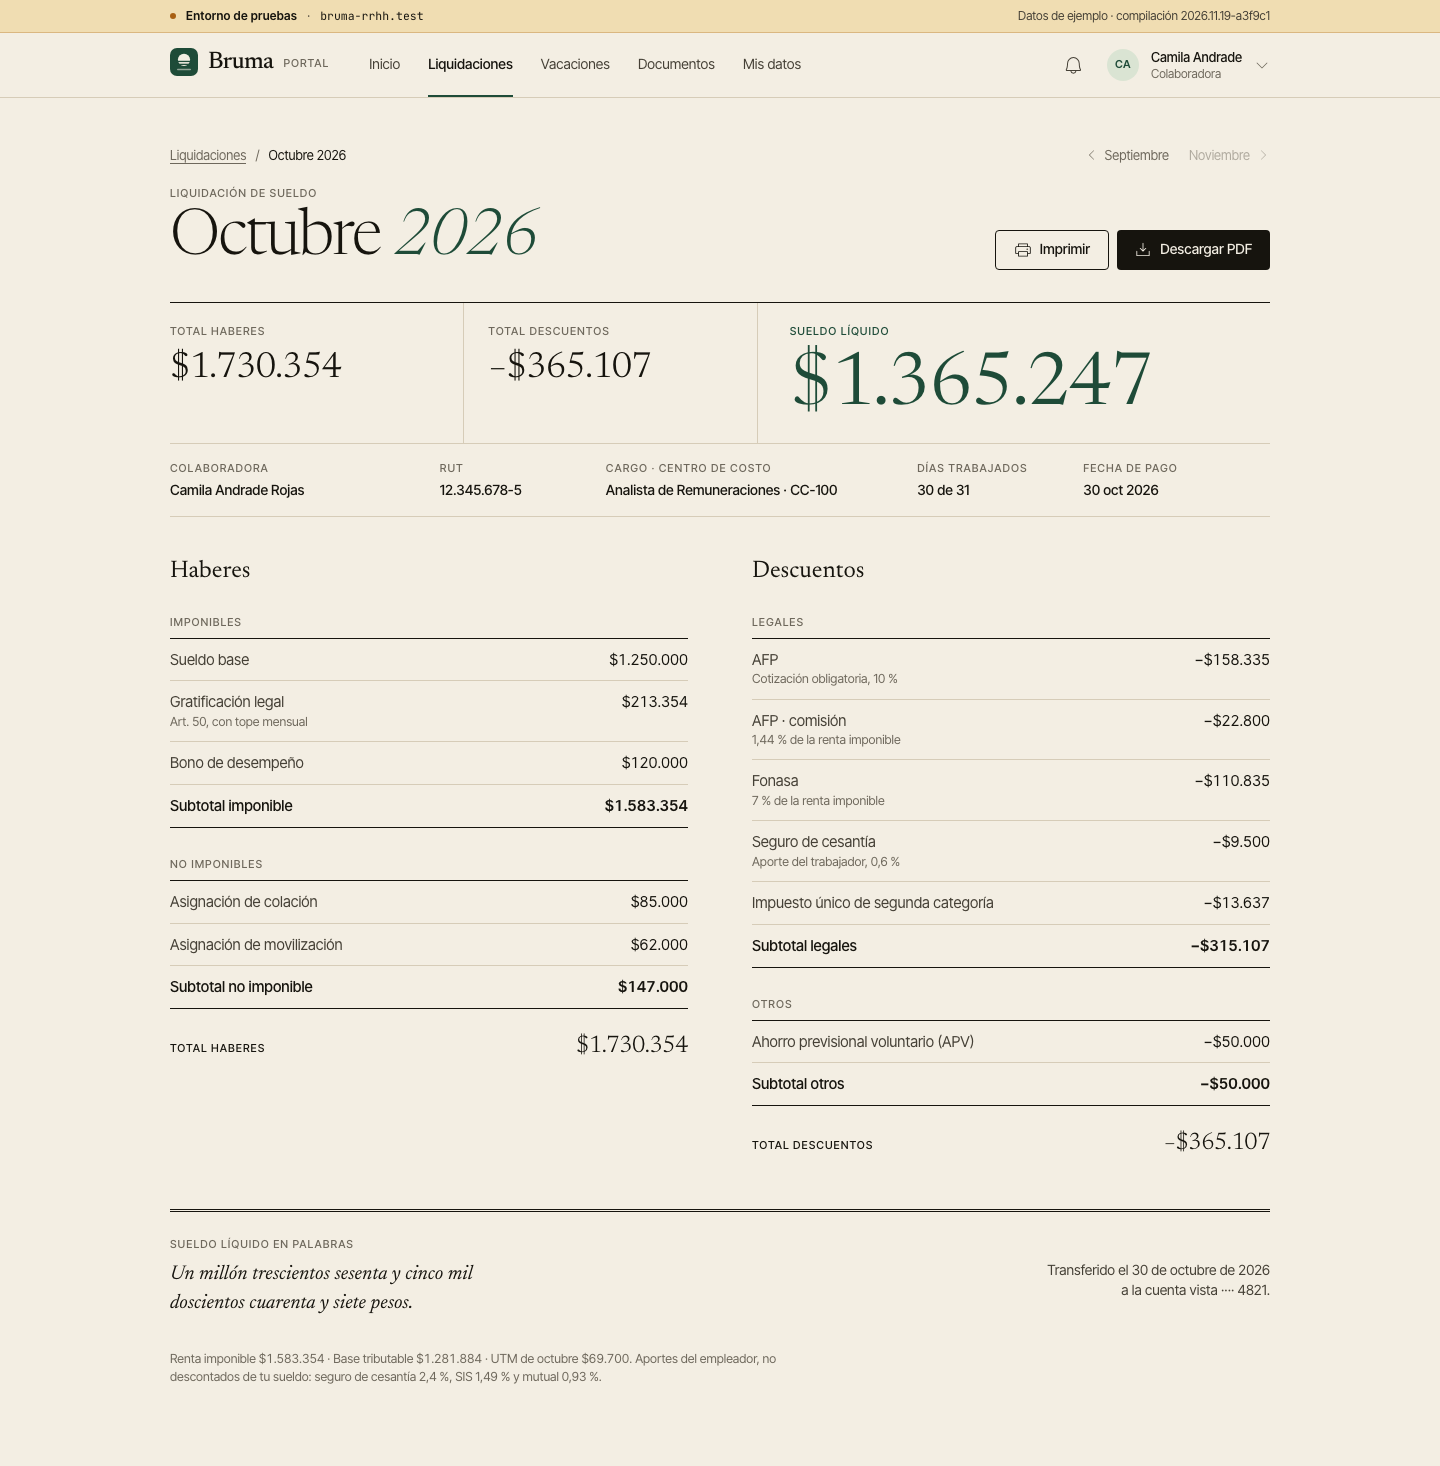 Entorno de pruebas · bruma-rrhh.test
Datos de ejemplo · compilación 2026.11.19-a3f9c1
Bruma PORTAL
Inicio Liquidaciones Vacaciones Documentos Mis datos
CA
Camila Andrade
Colaboradora
Liquidaciones / Octubre 2026
Septiembre Noviembre
LIQUIDACIÓN DE SUELDO
Octubre 2026
Imprimir Descargar PDF
TOTAL HABERES
$1.730.354
TOTAL DESCUENTOS
−$365.107
SUELDO LÍQUIDO
$1.365.247
COLABORADORA
Camila Andrade Rojas
RUT
12.345.678-5
CARGO · CENTRO DE COSTO
Analista de Remuneraciones · CC-100
DÍAS TRABAJADOS
30 de 31
FECHA DE PAGO
30 oct 2026
Haberes
IMPONIBLES
Sueldo base $1.250.000
Gratificación legal $213.354
Art. 50, con tope mensual
Bono de desempeño $120.000
Subtotal imponible $1.583.354
NO IMPONIBLES
Asignación de colación $85.000
Asignación de movilización $62.000
Subtotal no imponible $147.000
TOTAL HABERES $1.730.354
Descuentos
LEGALES
AFP −$158.335
Cotización obligatoria, 10 %
AFP · comisión −$22.800
1,44 % de la renta imponible
Fonasa −$110.835
7 % de la renta imponible
Seguro de cesantía −$9.500
Aporte del trabajador, 0,6 %
Impuesto único de segunda categoría −$13.637
Subtotal legales −$315.107
OTROS
Ahorro previsional voluntario (APV) −$50.000
Subtotal otros −$50.000
TOTAL DESCUENTOS −$365.107
SUELDO LÍQUIDO EN PALABRAS
Un millón trescientos sesenta y cinco mil
doscientos cuarenta y siete pesos.
Transferido el 30 de octubre de 2026
a la cuenta vista ···· 4821.
Renta imponible $1.583.354 · Base tributable $1.281.884 · UTM de octubre $69.700. Aportes del empleador, no
descontados de tu sueldo: seguro de cesantía 2,4 %, SIS 1,49 % y mutual 0,93 %.